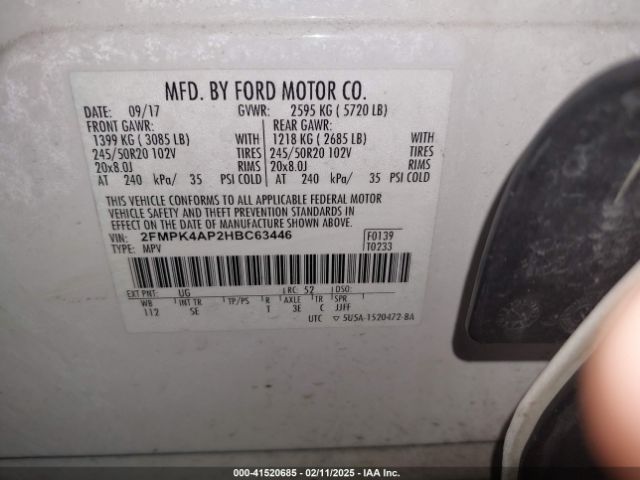 MFD. BY FORD MOTOR CO.
DATE: 09/17 GVWR: 2595 KG ( 5720 LB)
FRONT GAWR: REAR GAWR:
1399 KG ( 3085 LB) WITH 1218 KG ( 2685 LB) WITH
245/50R20 102V TIRES 245/50R20 102V TIRES
20x8.0J RIMS 20x8.0J RIMS
AT 240 kPa/ 35 PSI COLD AT 240 kPa/ 35 PSI COLD
THIS VEHICLE CONFORMS TO ALL APPLICABLE FEDERAL MOTOR
VEHICLE SAFETY AND THEFT PREVENTION STANDARDS IN
EFFECT ON THE DATE OF MANUFACTURE SHOWN ABOVE.
VIN: 2FMPK4AP2HBC63446 F0139
TYPE: MPV T0233
EXT PNT: UG RC: 52 DSO:
WB INT TR TP/PS R AXLE TR SPR
112 5E T 3E C JJFF
UTC ▽ 5U5A-1520472-8A
000-41520685 - 02/11/2025 - IAA Inc.